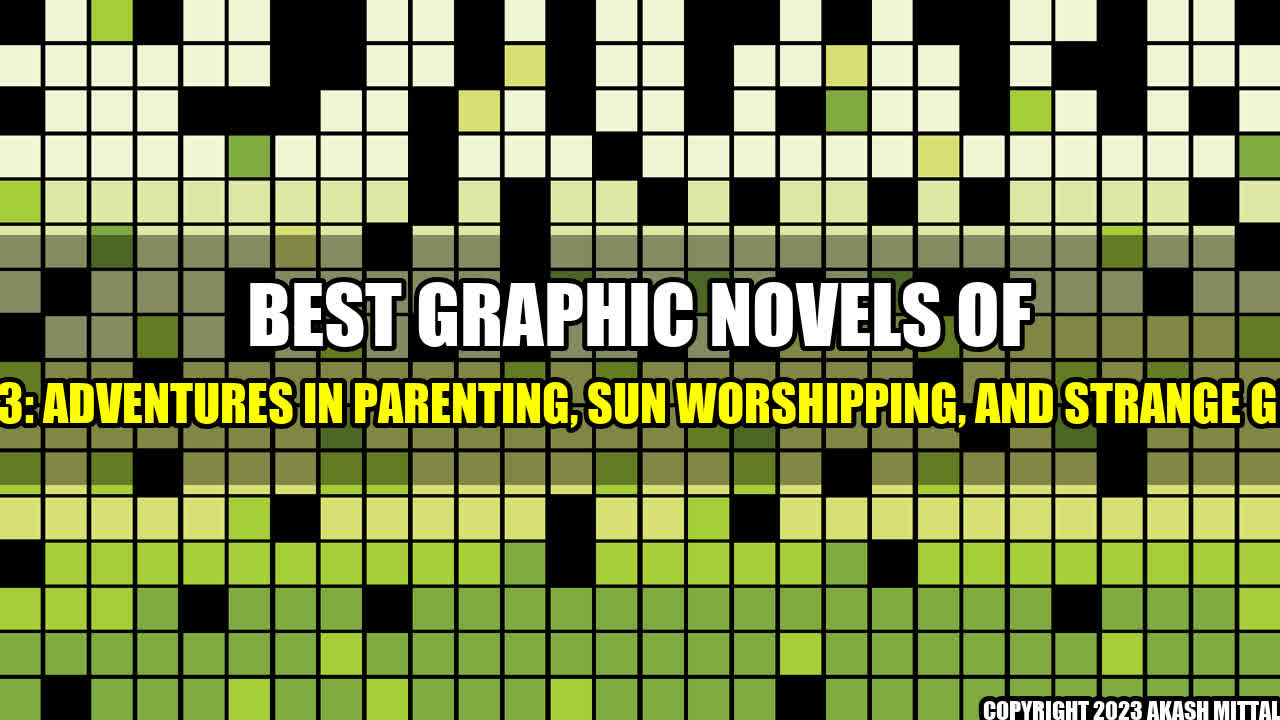 BEST GRAPHIC NOVELS OF
3: ADVENTURES IN PARENTING, SUN WORSHIPPING, AND STRANGE G
COPYRIGHT 2023 AKASH MITTAL